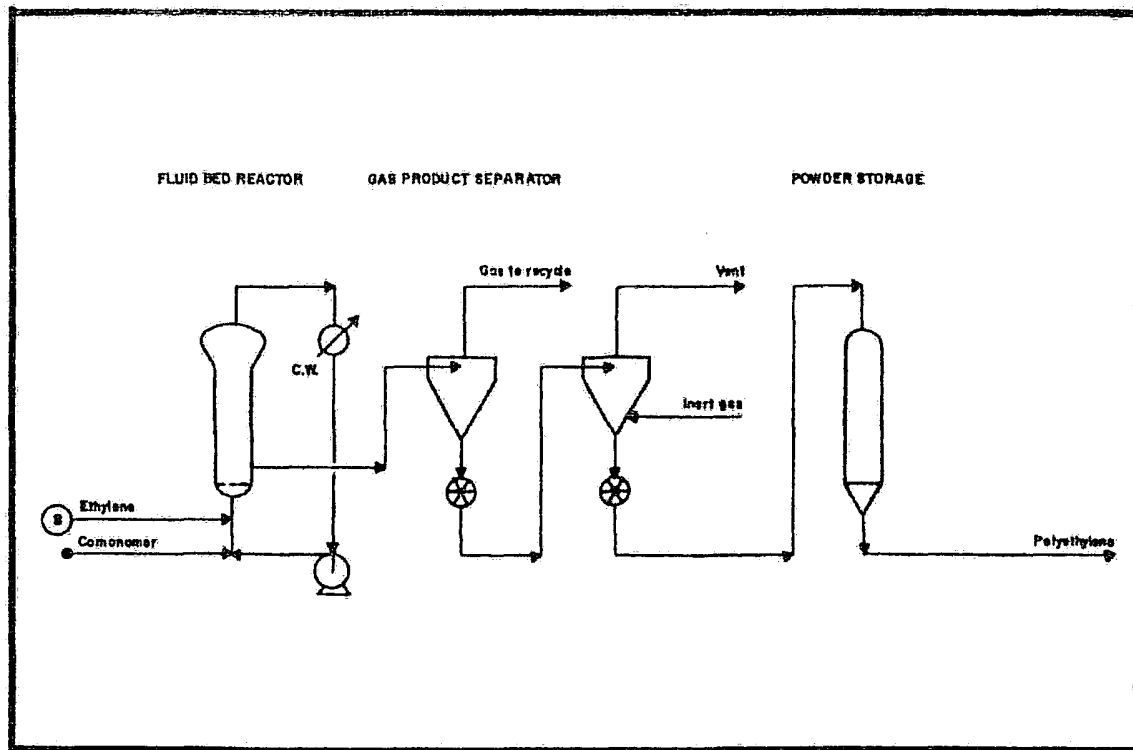 FLUID BED REACTOR
GAS PRODUCT SEPARATOR
POWDER STORAGE
Gas to recycle
Vent
C.W.
Inert gas
Ethylene
Comonomer
Polyethylene